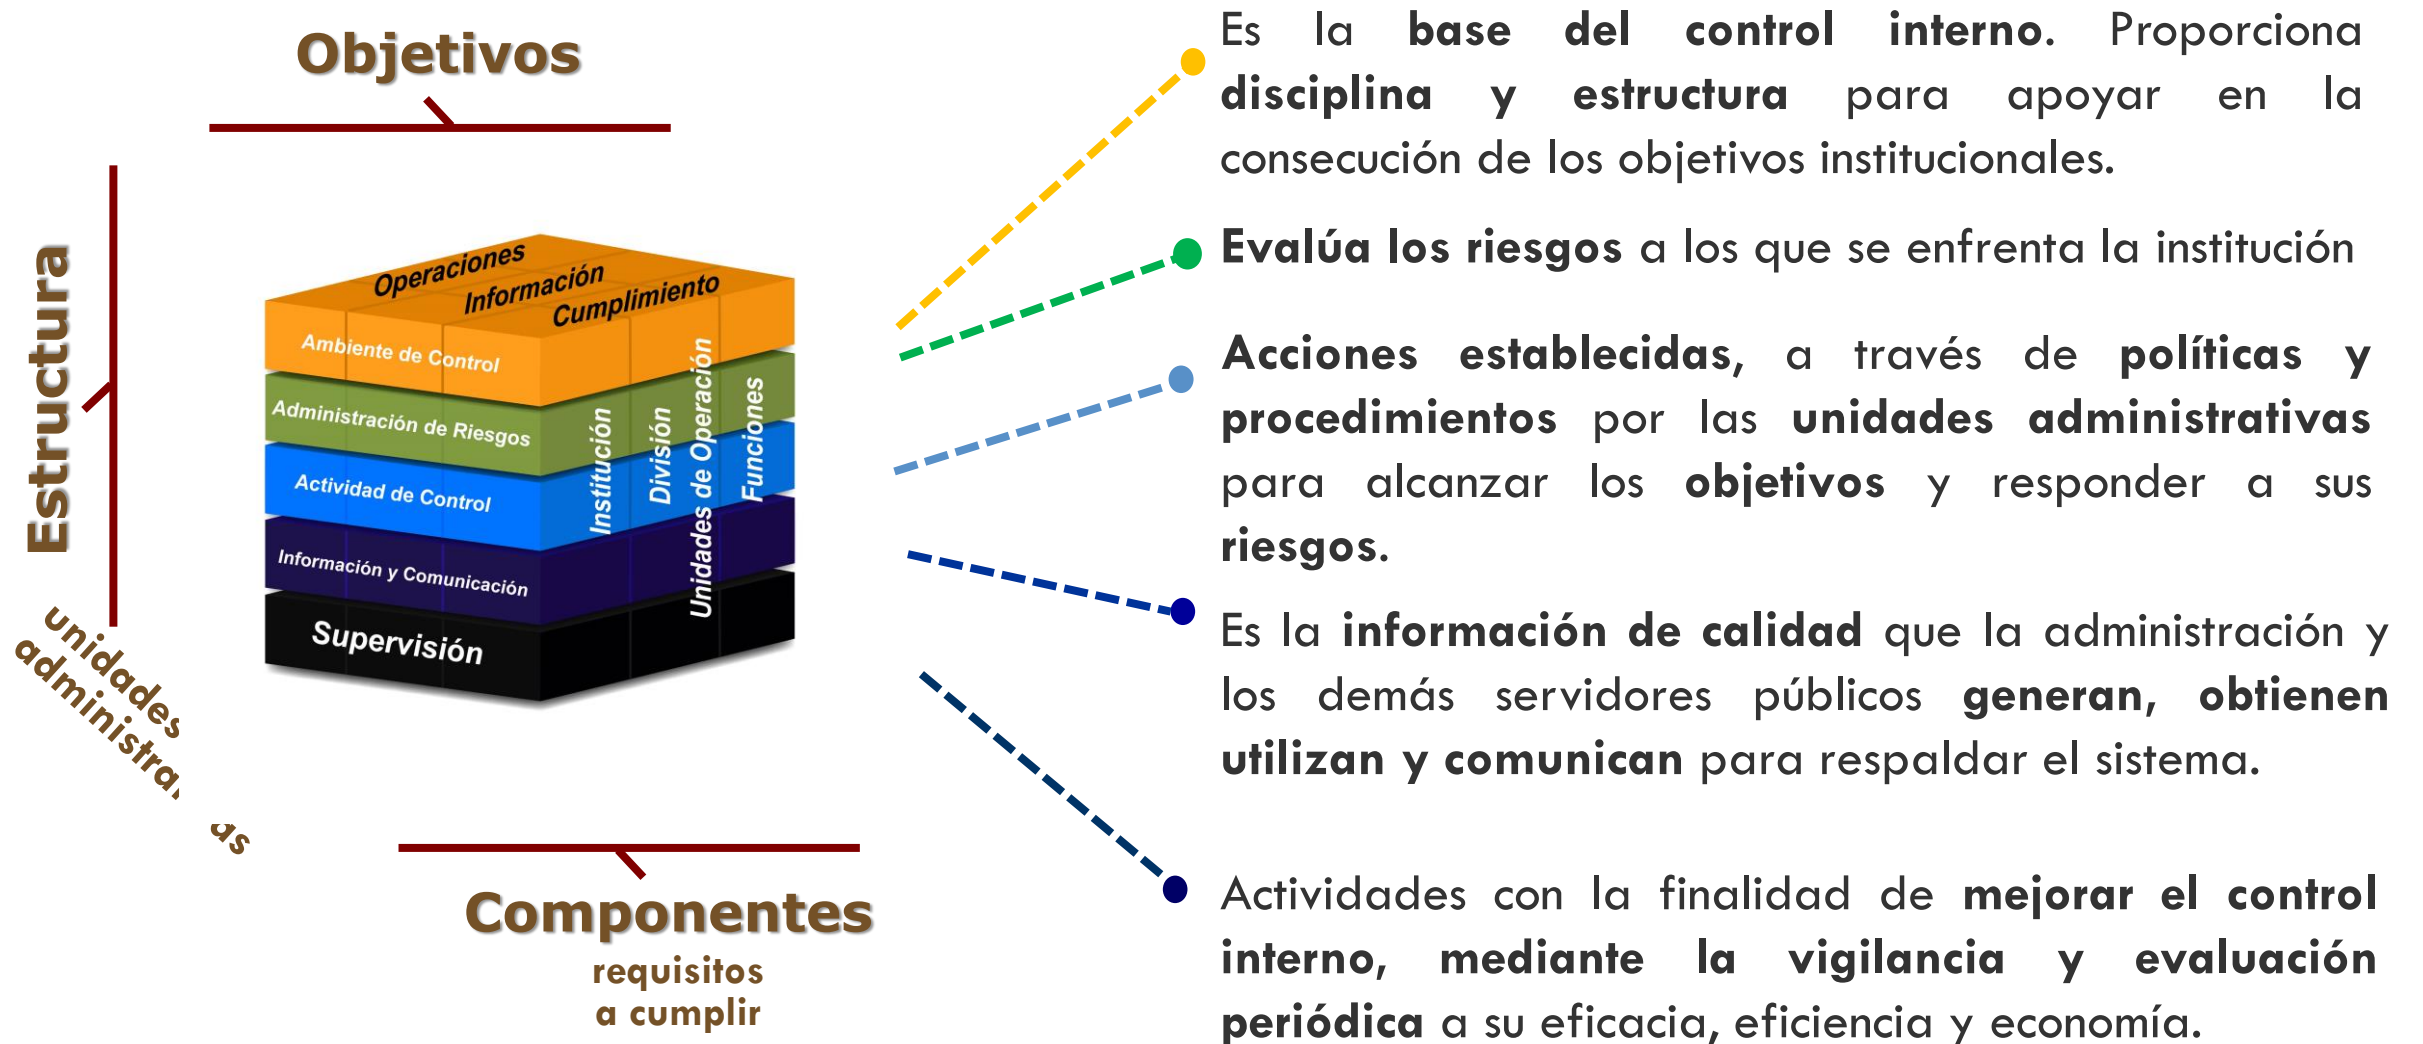 Objetivos
Estructura
unidades
Operaciones
Información
Cumplimiento
Ambiente de Control
Administración de Riesgos
Actividad de Control
Información y Comunicación
Supervisión
Institución
División
Unidades de Operación
Funciones
Componentes
requisitos
a cumplir
Es la base del control interno. Proporciona
disciplina y estructura para apoyar en la
consecución de los objetivos institucionales.
Evalúa los riesgos a los que se enfrenta la institución
Acciones establecidas, a través de políticas y
procedimientos por las unidades administrativas
para alcanzar los objetivos y responder a sus
riesgos.
Es la información de calidad que la administración y
los demás servidores públicos generan, obtienen
utilizan y comunican para respaldar el sistema.
Actividades con la finalidad de mejorar el control
interno, mediante la vigilancia y evaluación
periódica a su eficacia, eficiencia y economía.